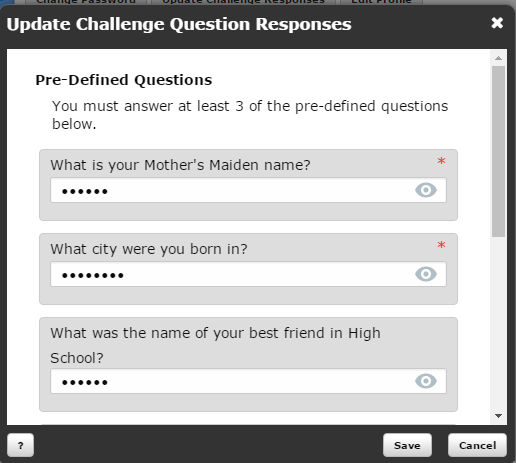 Change Password Update Challenge Responses Edit Profile
Update Challenge Question Responses
Pre-Defined Questions
You must answer at least 3 of the pre-defined questions
below.
What is your Mother's Maiden name? *
••••••
What city were you born in? *
••••••••
What was the name of your best friend in High
School?
••••••
? Save Cancel